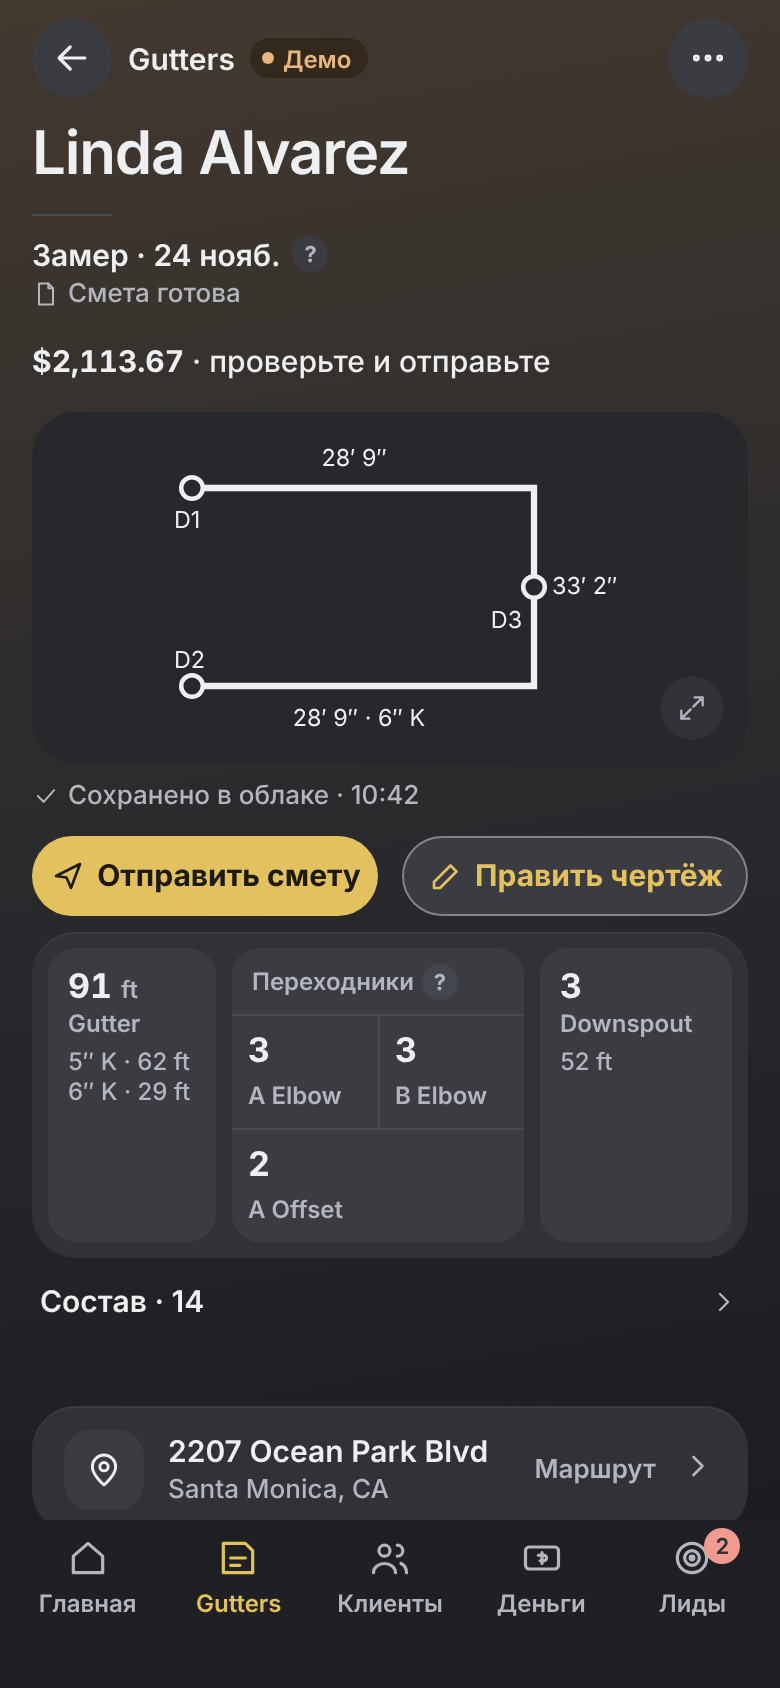 Gutters
Демо
Linda Alvarez
Замер · 24 нояб. ?
Смета готова
$2,113.67 · проверьте и отправьте
28′ 9″
D1
33′ 2″
D3
D2
28′ 9″ · 6″ K
Сохранено в облаке · 10:42
Отправить смету
Править чертёж
91 ft
Gutter
5″ K · 62 ft
6″ K · 29 ft
Переходники ?
3
A Elbow
3
B Elbow
2
A Offset
3
Downspout
52 ft
Состав · 14
2207 Ocean Park Blvd
Santa Monica, CA
Маршрут
Главная
Gutters
Клиенты
Деньги
2
Лиды